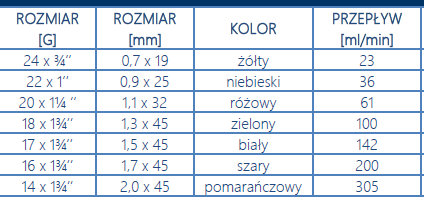 ROZMIAR [G] ROZMIAR [mm] KOLOR PRZEPŁYW [ml/min]
24 x ¾’’ 0,7 x 19 żółty 23
22 x 1’’ 0,9 x 25 niebieski 36
20 x 1¼ ’’ 1,1 x 32 różowy 61
18 x 1¾’’ 1,3 x 45 zielony 100
17 x 1¾’’ 1,5 x 45 biały 142
16 x 1¾’’ 1,7 x 45 szary 200
14 x 1¾’’ 2,0 x 45 pomarańczowy 305